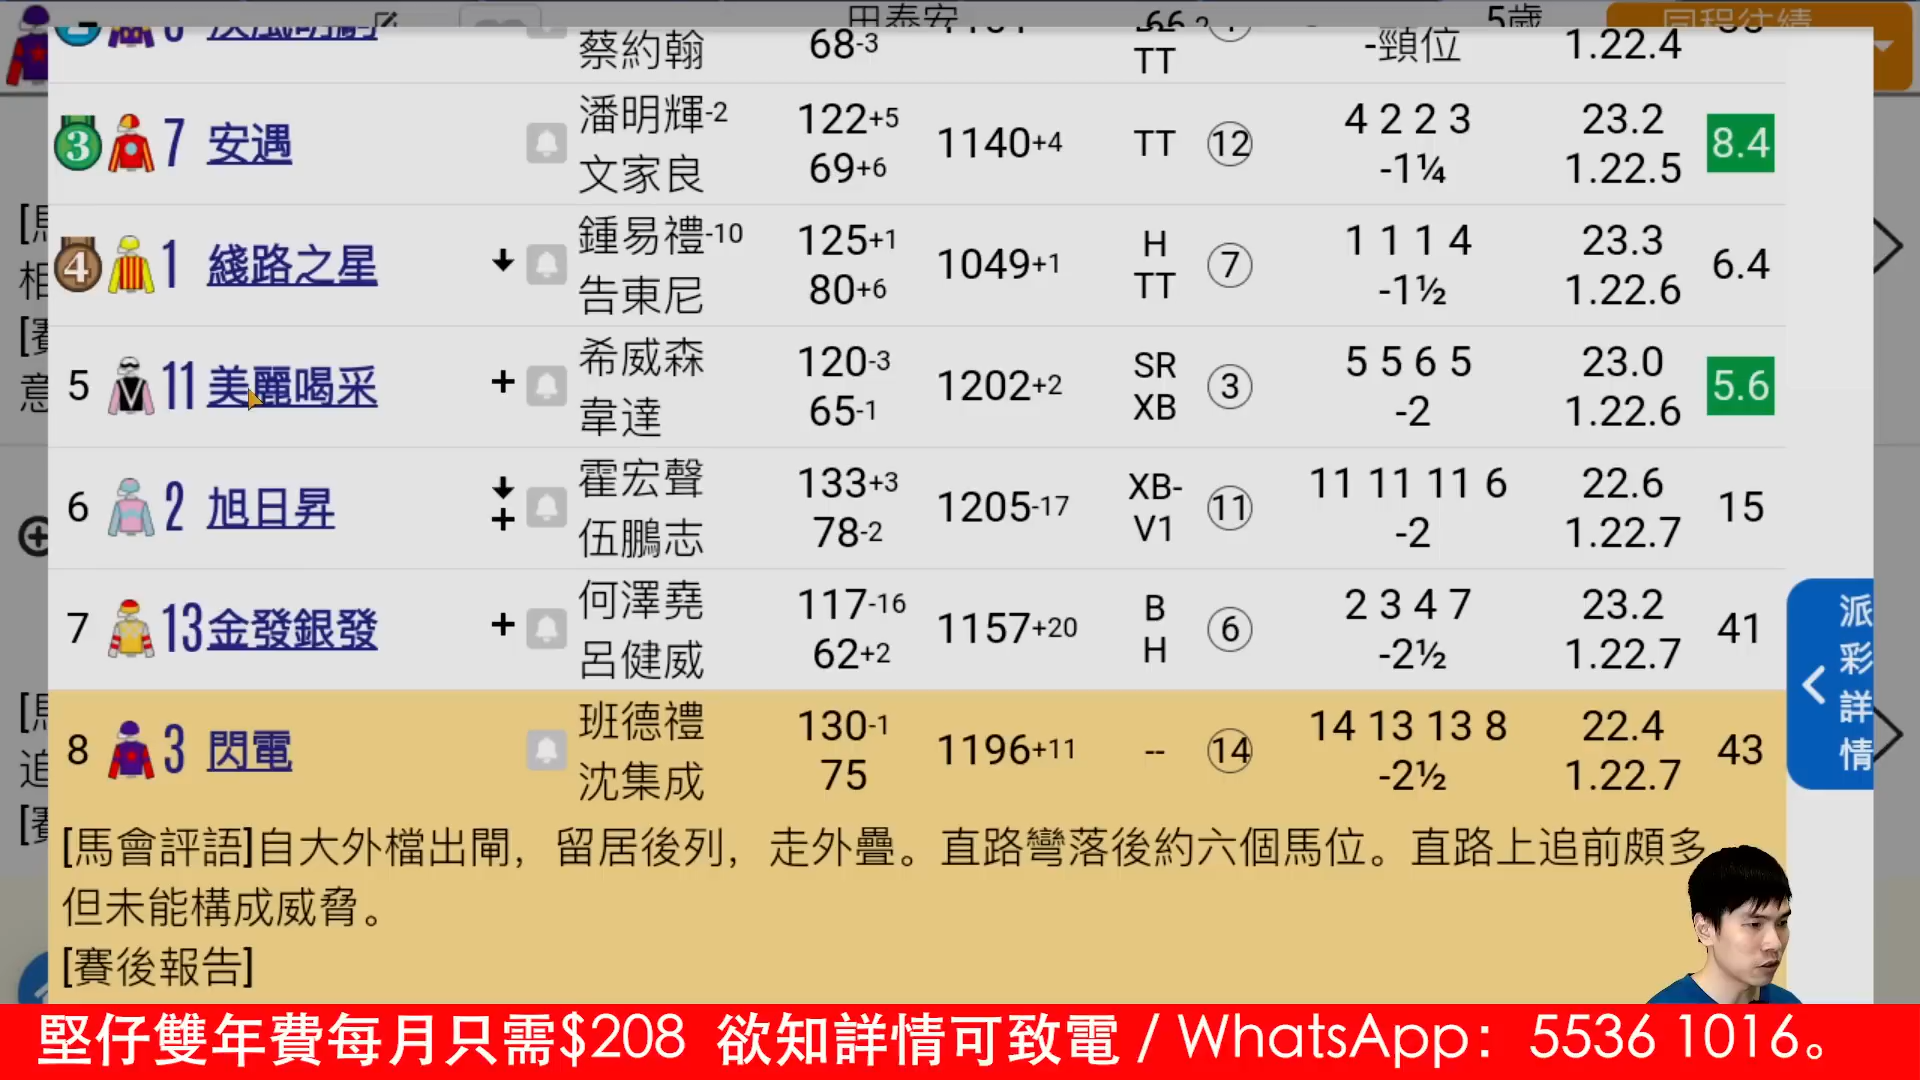 田泰安
5歲
同程往績
蔡約翰 68-3 TT -頸位 1.22.4
3 7 安遇 潘明輝-2 122+5 1140+4 TT 12 4 2 2 3 23.2 8.4
文家良 69+6 -1¼ 1.22.5
4 1 綫路之星 鍾易禮-10 125+1 1049+1 H 7 1 1 1 4 23.3 6.4
告東尼 80+6 TT -1½ 1.22.6
5 11 美麗喝采 + 希威森 120-3 1202+2 SR 3 5 5 6 5 23.0 5.6
韋達 65-1 XB -2 1.22.6
6 2 旭日昇 + 霍宏聲 133+3 1205-17 XB- 11 11 11 11 6 22.6 15
伍鵬志 78-2 V1 -2 1.22.7
7 13 金發銀發 + 何澤堯 117-16 1157+20 B 6 2 3 4 7 23.2 41
呂健威 62+2 H -2½ 1.22.7
8 3 閃電 班德禮 130-1 1196+11 -- 14 14 13 13 8 22.4 43
沈集成 75 -2½ 1.22.7
[馬會評語]自大外檔出閘，留居後列，走外疊。直路彎落後約六個馬位。直路上追前頗多
但未能構成威脅。
[賽後報告]
派彩詳情
堅仔雙年費每月只需$208 欲知詳情可致電 / WhatsApp：5536 1016。